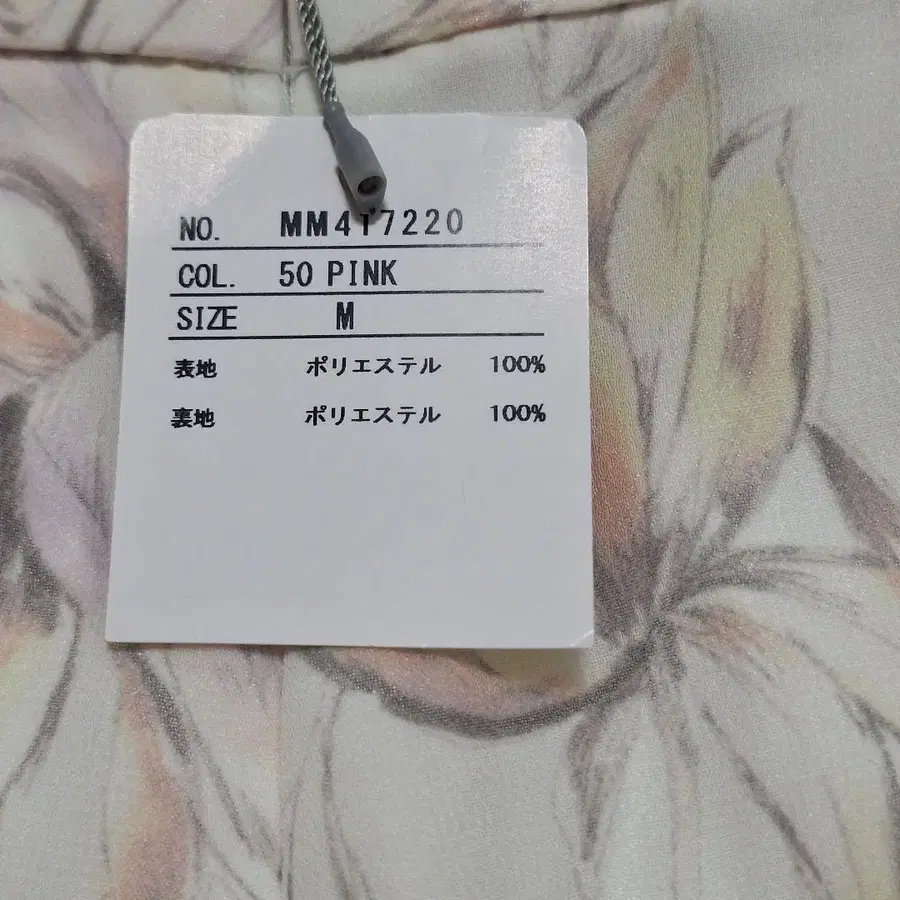 NO. MM417220
COL. 50 PINK
SIZE M
表地 ポリエステル 100%
裏地 ポリエステル 100%